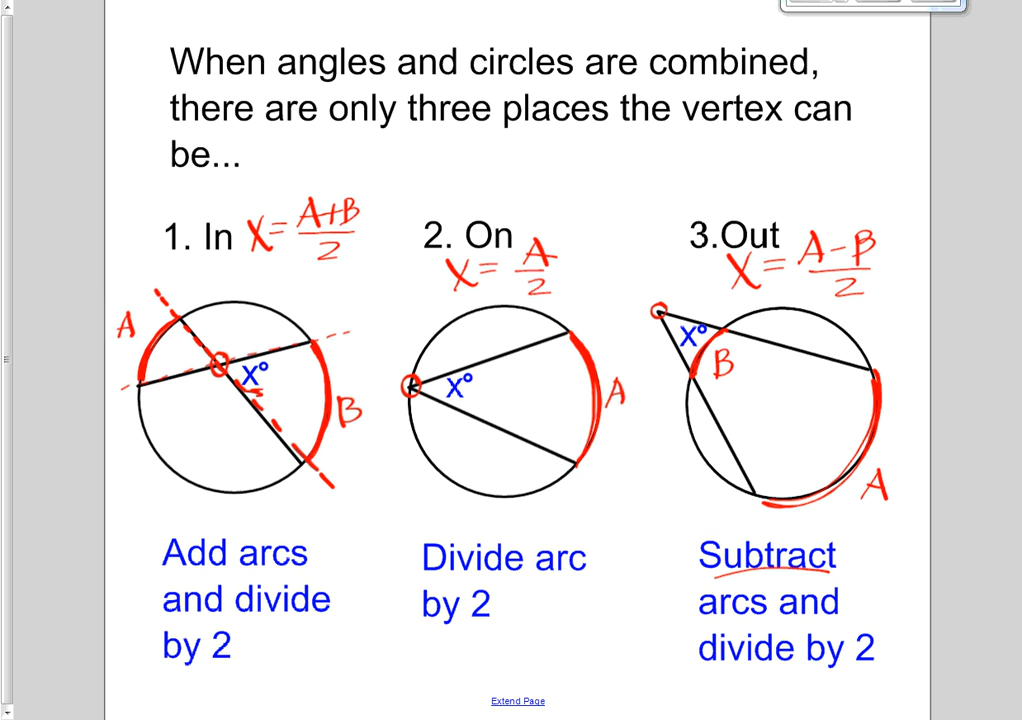 When angles and circles are combined,
there are only three places the vertex can
be...
1. In X = A+B / 2
2. On
X = A / 2
3.Out
X = A-B / 2
A
X°
B
X°
A
X°
B
A
Add arcs
and divide
by 2
Divide arc
by 2
Subtract
arcs and
divide by 2
Extend Page